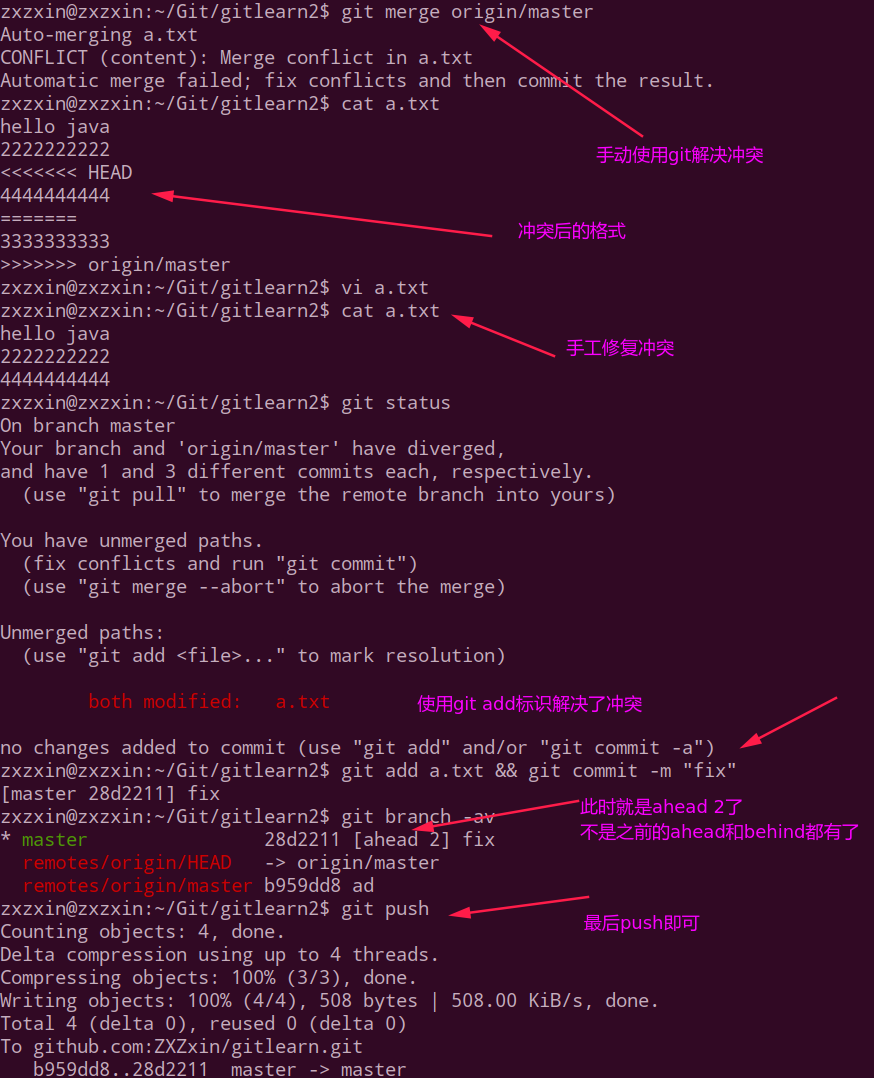 zxzxin@zxzxin:~/Git/gitlearn2$ git merge origin/master
Auto-merging a.txt
CONFLICT (content): Merge conflict in a.txt
Automatic merge failed; fix conflicts and then commit the result.
zxzxin@zxzxin:~/Git/gitlearn2$ cat a.txt
hello java
2222222222
手动使用git解决冲突
<<<<<<< HEAD
4444444444
=======
冲突后的格式
3333333333
>>>>>>> origin/master
zxzxin@zxzxin:~/Git/gitlearn2$ vi a.txt
zxzxin@zxzxin:~/Git/gitlearn2$ cat a.txt
hello java
手工修复冲突
2222222222
4444444444
zxzxin@zxzxin:~/Git/gitlearn2$ git status
On branch master
Your branch and 'origin/master' have diverged,
and have 1 and 3 different commits each, respectively.
  (use "git pull" to merge the remote branch into yours)

You have unmerged paths.
  (fix conflicts and run "git commit")
  (use "git merge --abort" to abort the merge)

Unmerged paths:
  (use "git add <file>..." to mark resolution)

        both modified:   a.txt
使用git add标识解决了冲突

no changes added to commit (use "git add" and/or "git commit -a")
zxzxin@zxzxin:~/Git/gitlearn2$ git add a.txt && git commit -m "fix"
[master 28d2211] fix
此时就是ahead 2了
zxzxin@zxzxin:~/Git/gitlearn2$ git branch -av
不是之前的ahead和behind都有了
* master                28d2211 [ahead 2] fix
  remotes/origin/HEAD   -> origin/master
  remotes/origin/master b959dd8 ad
zxzxin@zxzxin:~/Git/gitlearn2$ git push
最后push即可
Counting objects: 4, done.
Delta compression using up to 4 threads.
Compressing objects: 100% (3/3), done.
Writing objects: 100% (4/4), 508 bytes | 508.00 KiB/s, done.
Total 4 (delta 0), reused 0 (delta 0)
To github.com:ZXZxin/gitlearn.git
   b959dd8..28d2211  master -> master